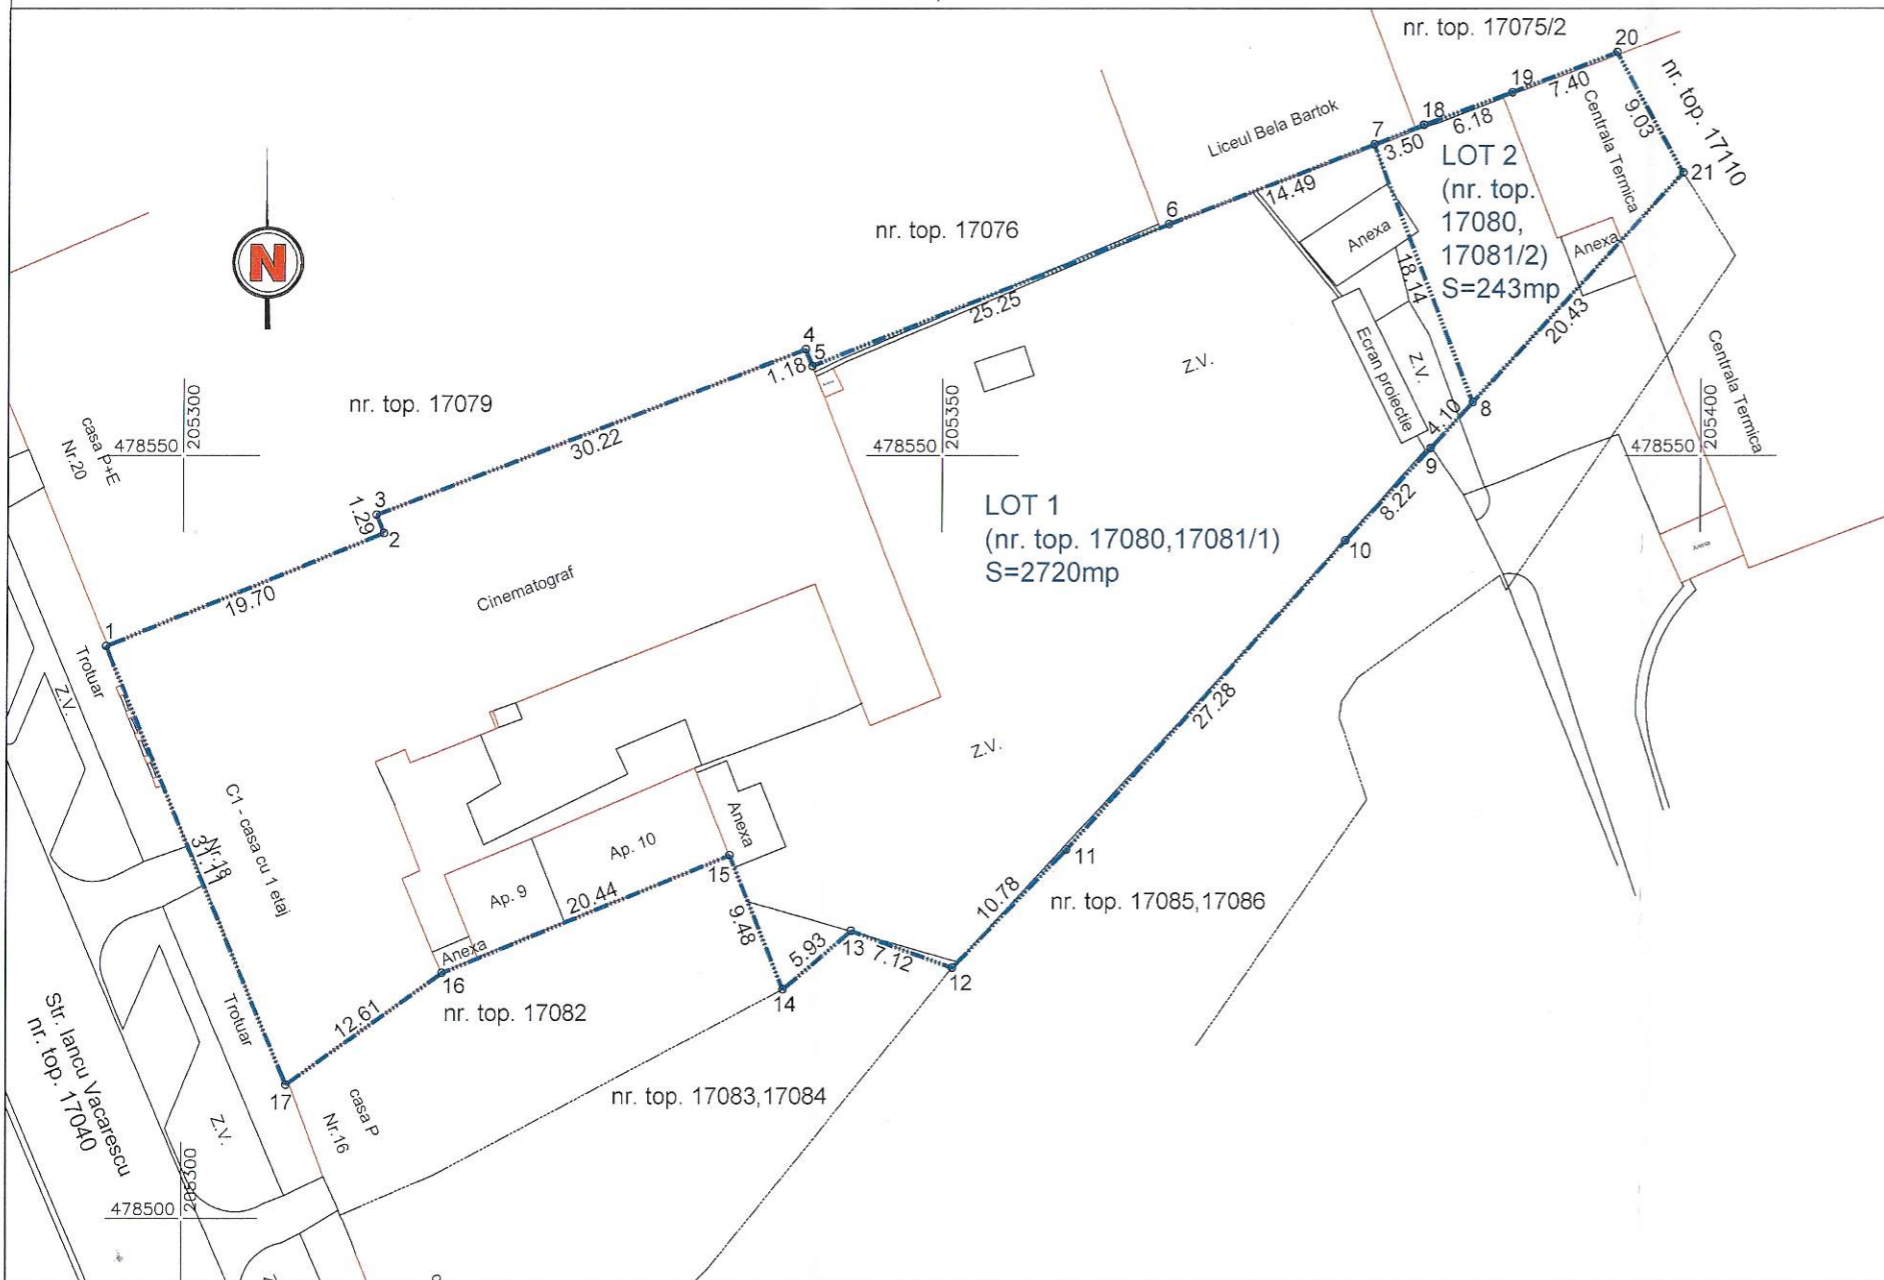 nr. top. 17075/2
20
19
7.40
nr. top. 17110
9.03
Centrala Termica
18
6.18
7
3.50
Liceul Bela Bartok
LOT 2
(nr. top.
17080,
17081/2)
S=243mp
21
14.49
6
nr. top. 17076
Anexa
Anexa
18.14
N
25.25
20.43
4
5
1.18
Z.V.
Ecran proiectie
Z.V.
Centrala Termica
nr. top. 17079
205300
478550
205350
478550
205400
478550
casa P+E
Nr.20
30.22
4.10
8
9
3
1.29
2
8.22
LOT 1
(nr. top. 17080,17081/1)
S=2720mp
10
Anexa
Cinematograf
19.70
1
Trotuar
Z.V.
27.28
Z.V.
C1 - casa cu 1 etaj
Nr.18
31.11
Anexa
Ap. 10
Ap. 9
15
20.44
11
nr. top. 17085,17086
10.78
9.48
5.93
13
7.12
12
14
Anexa
16
nr. top. 17082
12.61
Trotuar
Str. Iancu Vacarescu
nr. top. 17040
17
casa P
Nr.16
nr. top. 17083,17084
Z.V.
205300
478500